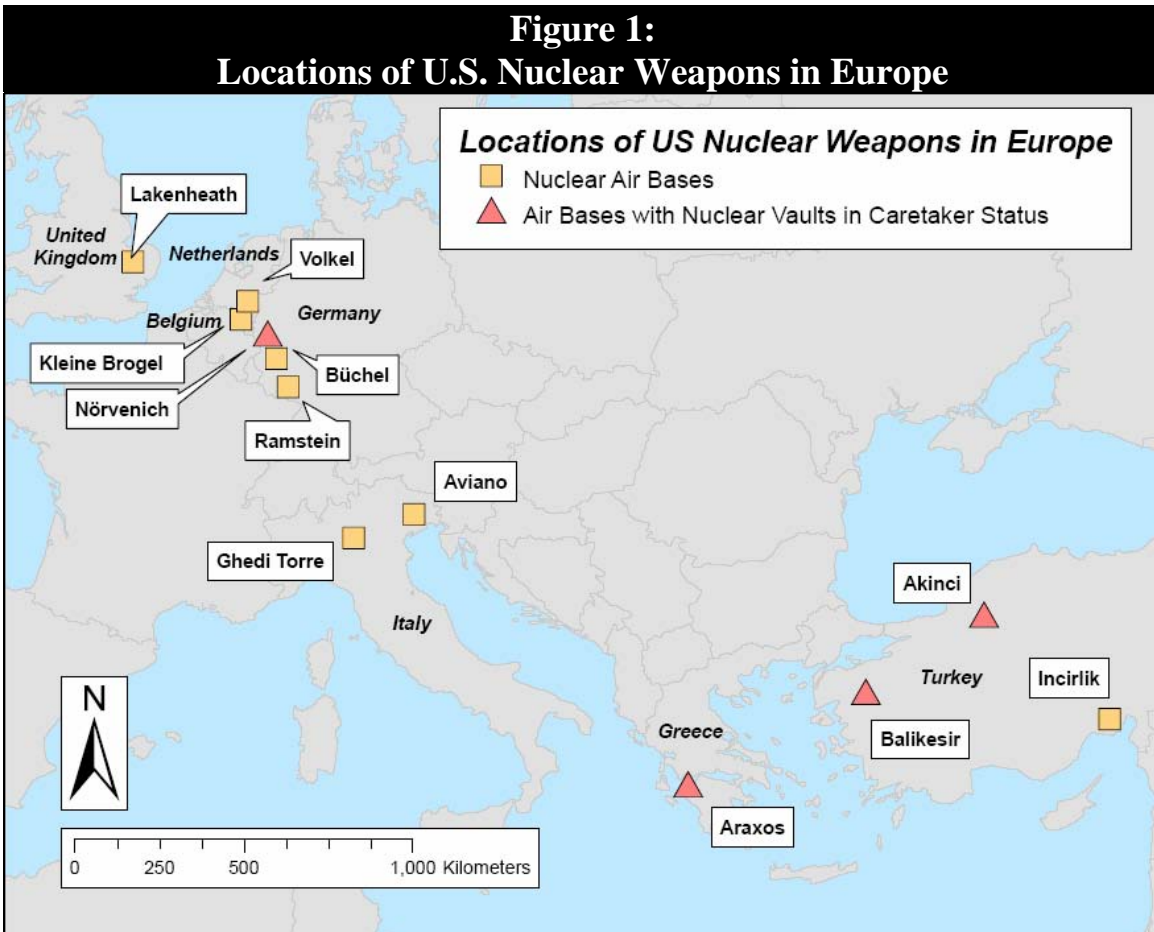 Figure 1:
Locations of U.S. Nuclear Weapons in Europe
Locations of US Nuclear Weapons in Europe
Nuclear Air Bases
Air Bases with Nuclear Vaults in Caretaker Status
Lakenheath
United
Kingdom
Netherlands
Volkel
Belgium
Germany
Kleine Brogel
Büchel
Nörvenich
Ramstein
Aviano
Ghedi Torre
Akinci
Italy
Turkey
Incirlik
N
Greece
Balikesir
Araxos
0 250 500 1,000 Kilometers